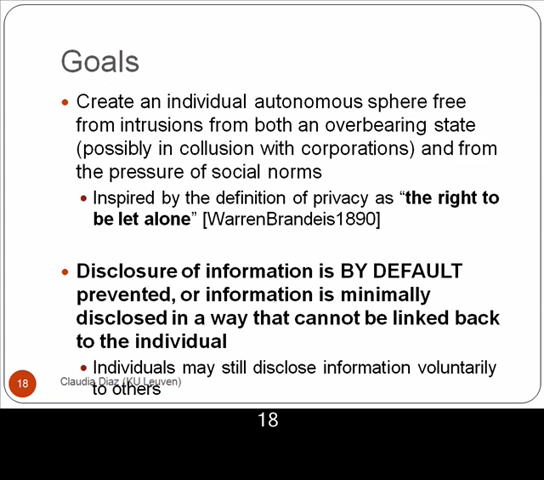 Goals
• Create an individual autonomous sphere free
from intrusions from both an overbearing state
(possibly in collusion with corporations) and from
the pressure of social norms
• Inspired by the definition of privacy as “the right to
be let alone” [WarrenBrandeis1890]
• Disclosure of information is BY DEFAULT
prevented, or information is minimally
disclosed in a way that cannot be linked back
to the individual
• Individuals may still disclose information voluntarily
to others
18
Claudia Diaz (KU Leuven)
18